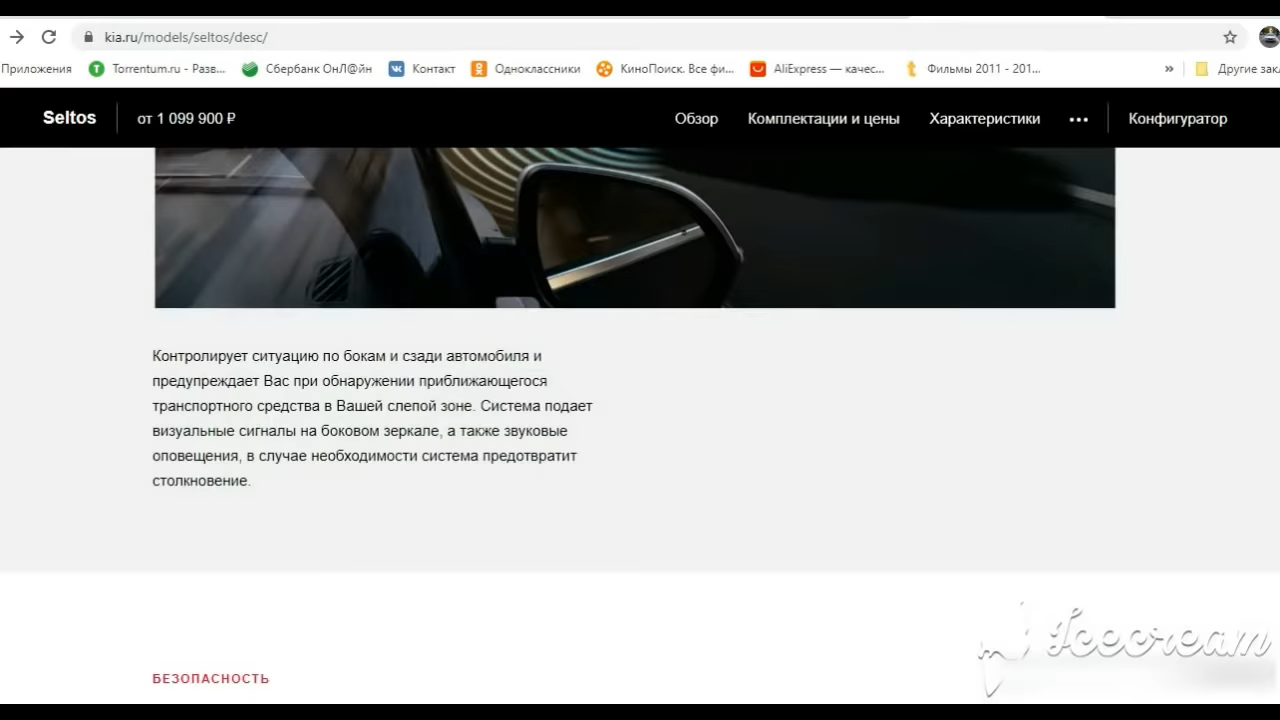 kia.ru/models/seltos/desc/
Приложения Torrentum.ru - Разв... Сбербанк ОнЛ@йн Контакт Одноклассники КиноПоиск. Все фи... AliExpress — качес... Фильмы 2011 - 201... » Другие закл
Seltos от 1 099 900 ₽ Обзор Комплектации и цены Характеристики ••• Конфигуратор
Контролирует ситуацию по бокам и сзади автомобиля и
предупреждает Вас при обнаружении приближающегося
транспортного средства в Вашей слепой зоне. Система подает
визуальные сигналы на боковом зеркале, а также звуковые
оповещения, в случае необходимости система предотвратит
столкновение.
Icecream
БЕЗОПАСНОСТЬ